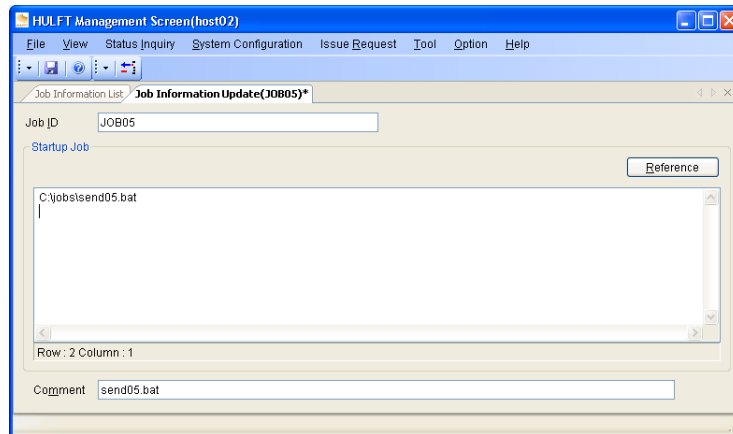 HULFT Management Screen(host02)
File View Status Inquiry System Configuration Issue Request Tool Option Help
Job Information List Job Information Update(JOB05)*
Job ID JOB05
Startup Job
Reference
C:\jobs\send05.bat
Row : 2 Column : 1
Comment send05.bat